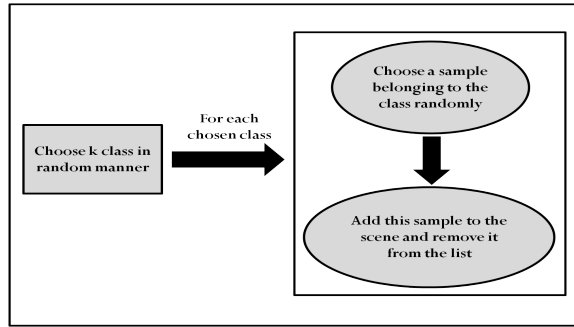 Choose k class in
random manner
For each
chosen class
Choose a sample
belonging to the
class randomly
Add this sample to the
scene and remove it
from the list